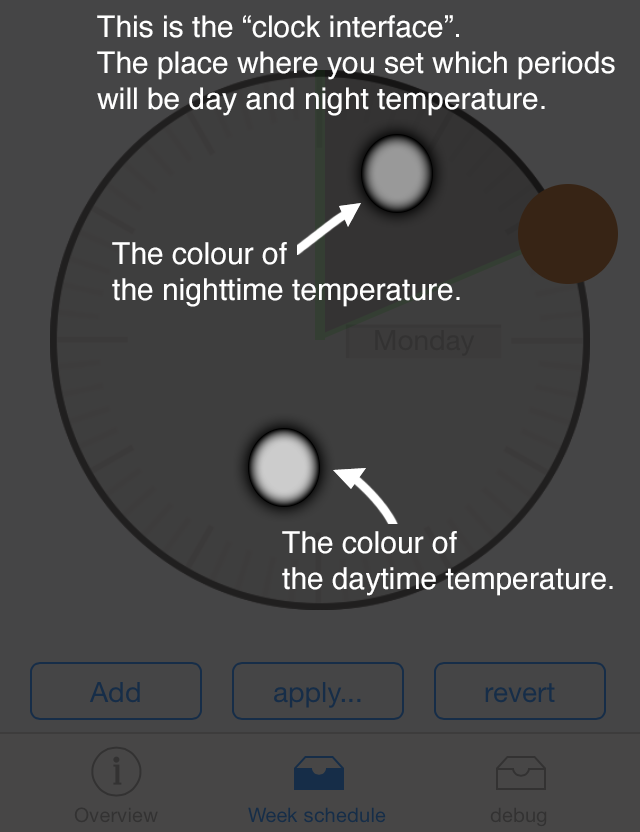 This is the “clock interface”.
The place where you set which periods
will be day and night temperature.
The colour of
the nighttime temperature.
Monday
The colour of
the daytime temperature.
Add
apply...
revert
Overview
Week schedule
debug